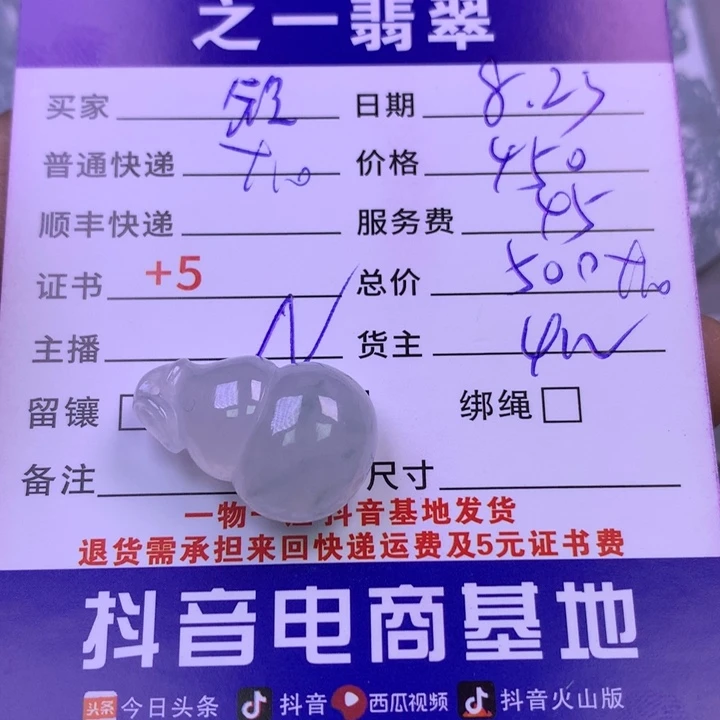 之一翡翠
买家 日期 8.23
普通快递 +10 价格 450
顺丰快递 服务费 45
证书 +5 总价 500+10
主播 货主
留镶 绑绳
备注 尺寸
一物一 抖音基地发货
退货需承担来回快递运费及5元证书费
抖音电商基地
头条 今日头条 抖音 西瓜视频 抖音火山版